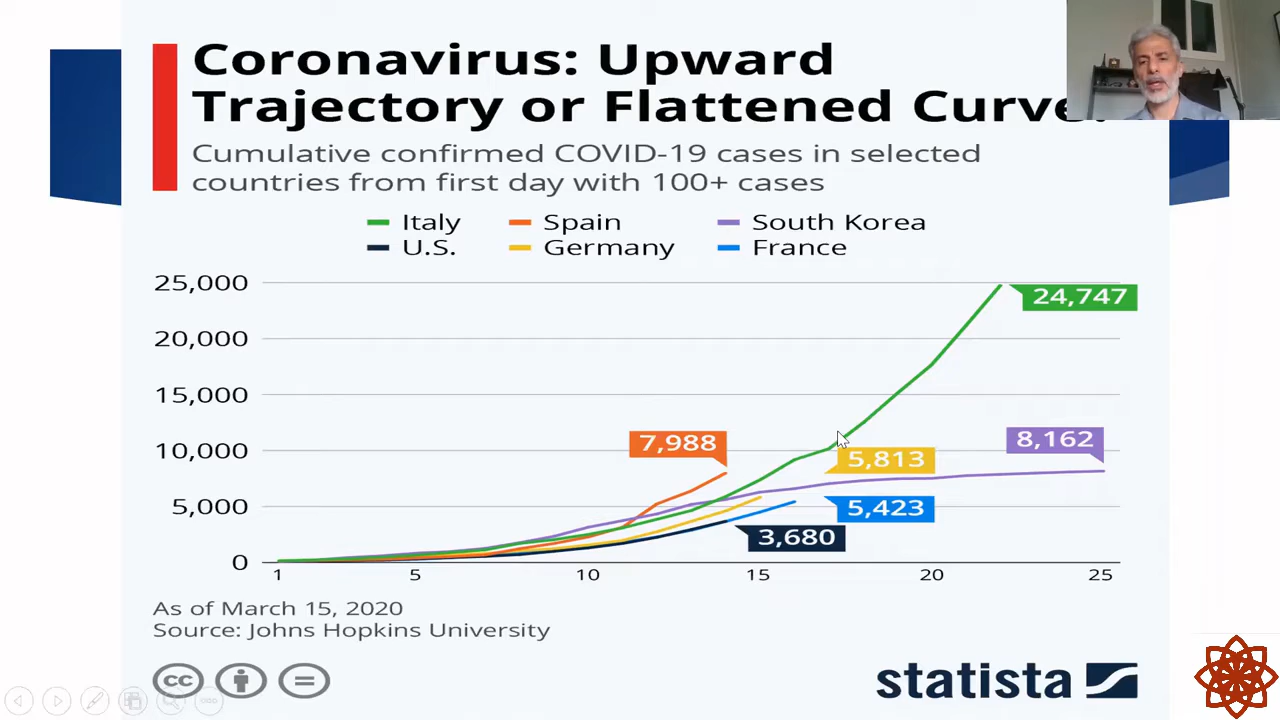 Coronavirus: Upward
Trajectory or Flattened Curve
Cumulative confirmed COVID-19 cases in selected
countries from first day with 100+ cases
Italy Spain South Korea
U.S. Germany France
25,000
24,747
20,000
15,000
10,000
7,988
8,162
5,813
5,000
5,423
3,680
0
1 5 10 15 20 25
As of March 15, 2020
Source: Johns Hopkins University
cc
statista